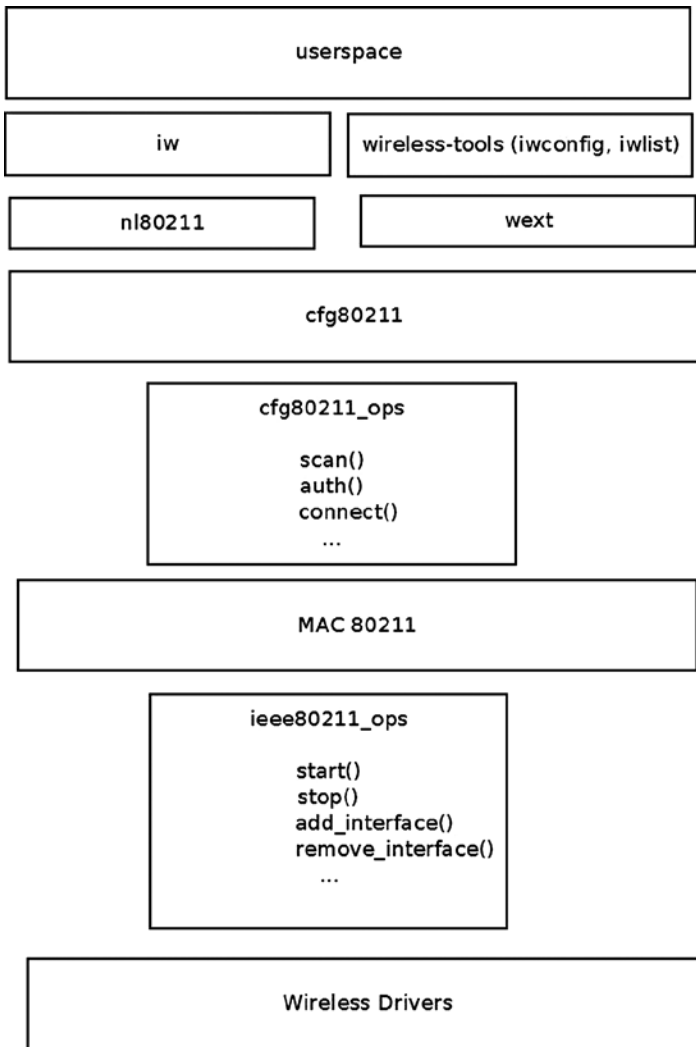 userspace
iw
wireless-tools (iwconfig, iwlist)
nl80211
wext
cfg80211
cfg80211_ops
scan()
auth()
connect()
...
MAC 80211
ieee80211_ops
start()
stop()
add_interface()
remove_interface()
...
Wireless Drivers